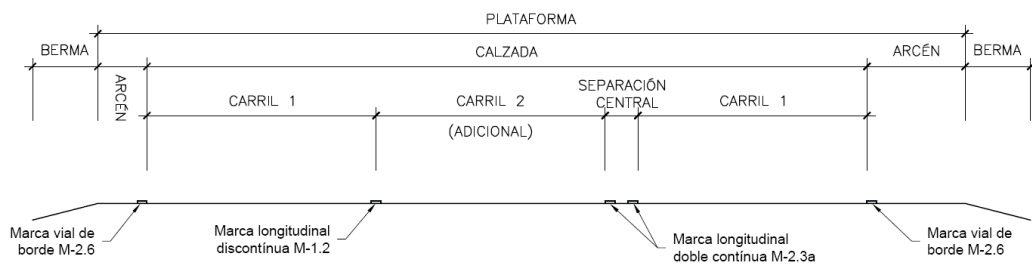 PLATAFORMA
BERMA
CALZADA
ARCÉN
BERMA
ARCÉN
CARRIL 1
CARRIL 2
(ADICIONAL)
SEPARACIÓN
CENTRAL
CARRIL 1
Marca vial de
borde M-2.6
Marca longitudinal
discontínua M-1.2
Marca longitudinal
doble contínua M-2.3a
Marca vial de
borde M-2.6